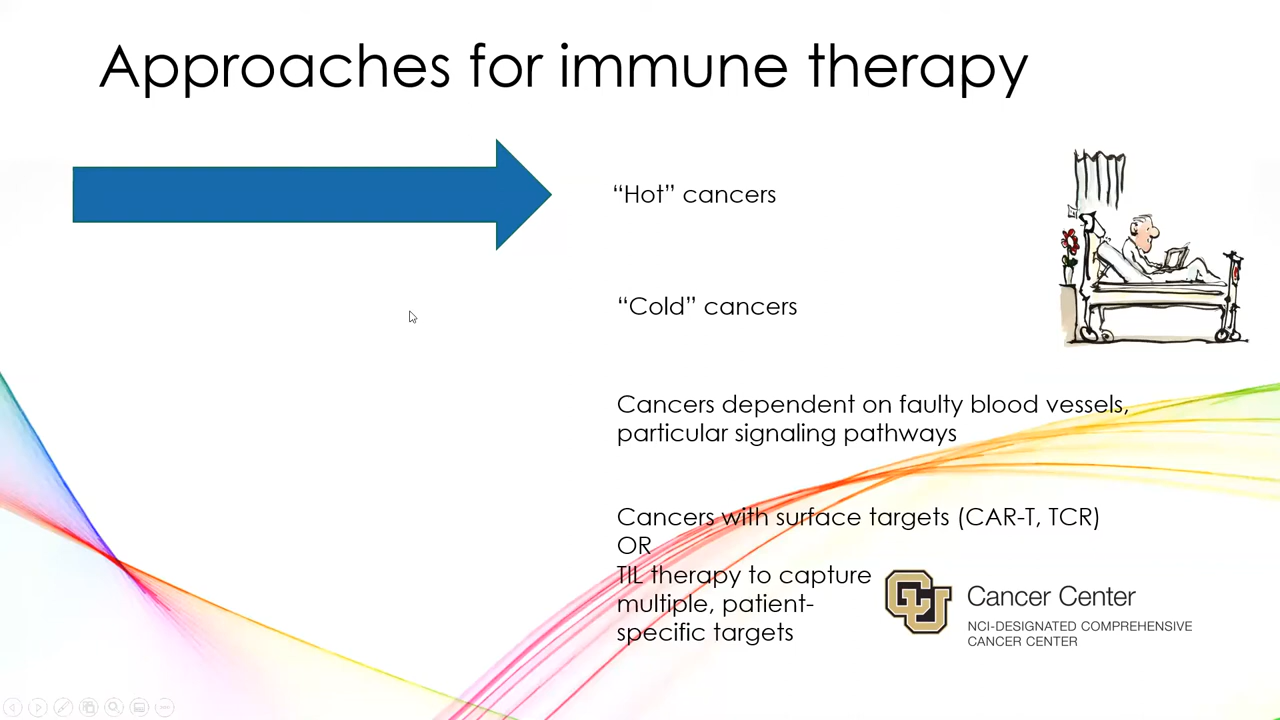 Approaches for immune therapy
“Hot” cancers
“Cold” cancers
Cancers dependent on faulty blood vessels,
particular signaling pathways
Cancers with surface targets (CAR-T, TCR)
OR
TIL therapy to capture
multiple, patient-
specific targets
CU
Cancer Center
NCI-DESIGNATED COMPREHENSIVE
CANCER CENTER